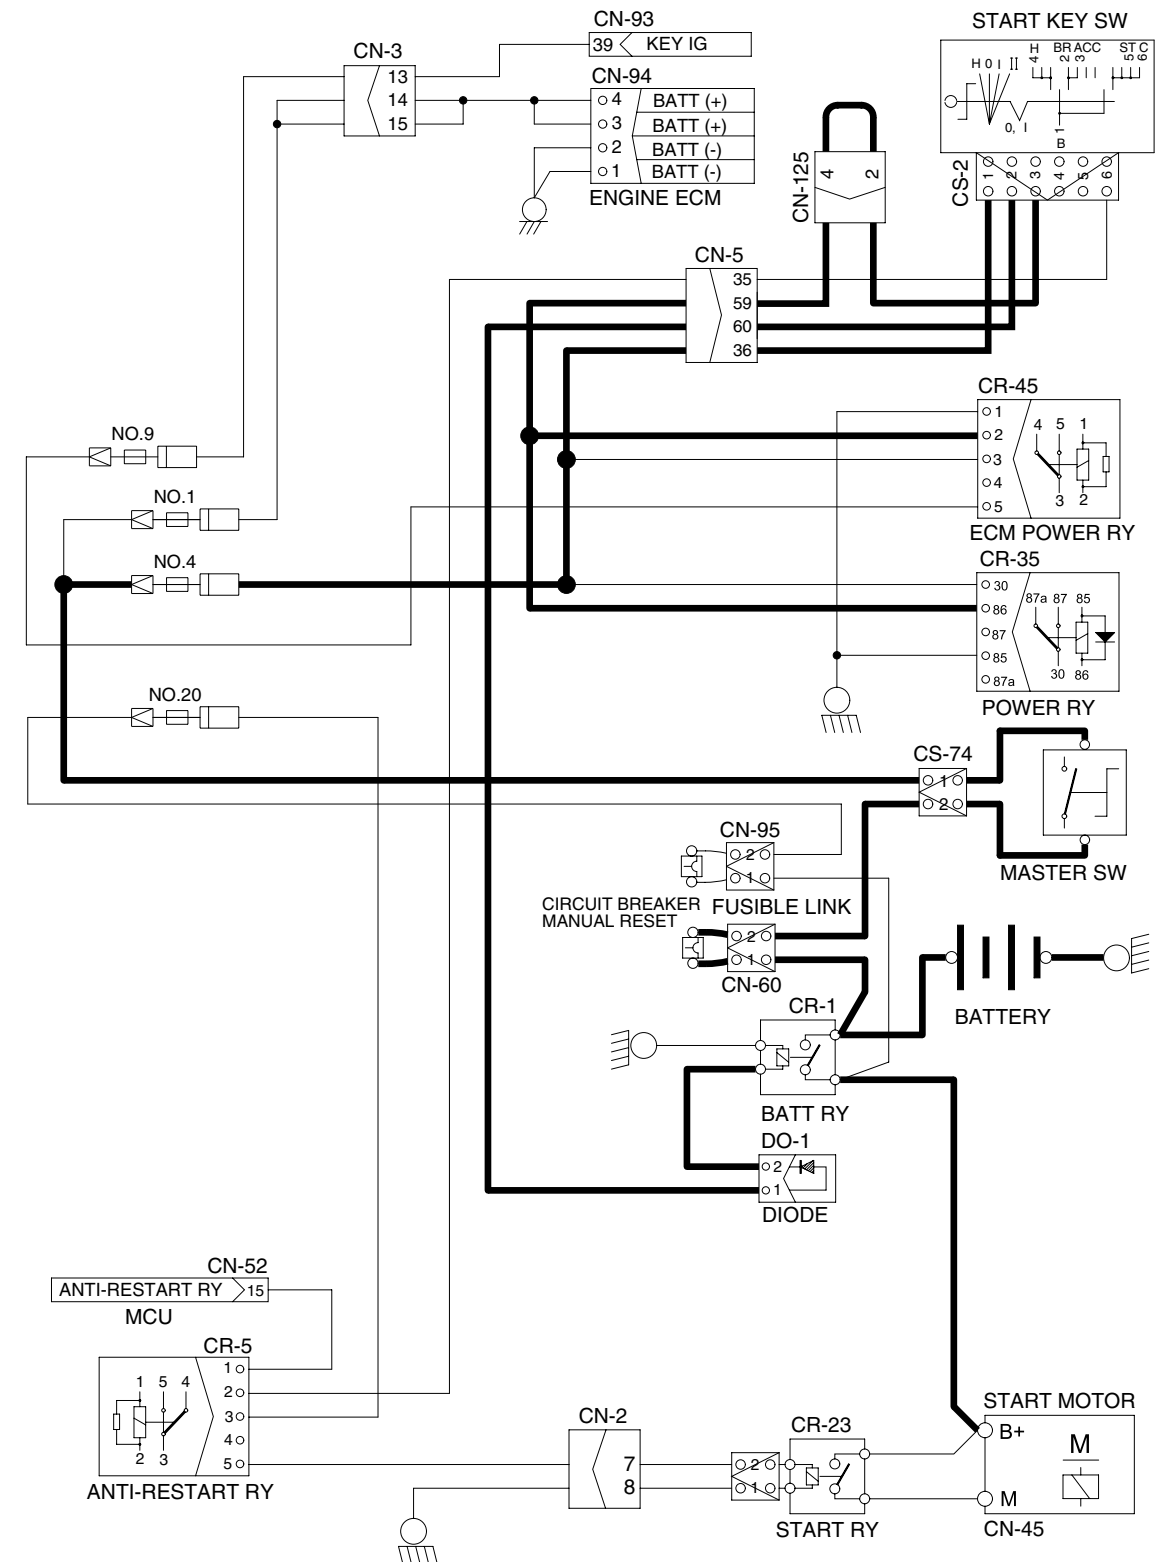 CN-93
START KEY SW
39 KEY IG
CN-3
CN-94
13
14
15
4 BATT (+)
3 BATT (+)
2 BATT (-)
1 BATT (-)
ENGINE ECM
H 0 I II
H 4
BR 2
ACC 3
ST 5
C 6
0, I
1
B
CN-125
4 2
CS-2
1 2 3 4 5 6
CN-5
35
59
60
36
CR-45
1
2
3
4
5
4 5 1
3 2
ECM POWER RY
NO.9
NO.1
NO.4
CR-35
30
86
87
85
87a
87a 87 85
30 86
POWER RY
NO.20
CS-74
1
2
MASTER SW
CN-95
2
1
CIRCUIT BREAKER
MANUAL RESET
FUSIBLE LINK
2
1
CN-60
BATTERY
CR-1
BATT RY
DO-1
2
1
DIODE
CN-52
ANTI-RESTART RY 15
MCU
CR-5
1
2
3
4
5
1 5 4
2 3
ANTI-RESTART RY
CN-2
7
8
2
1
CR-23
START RY
START MOTOR
B+
M
M
CN-45